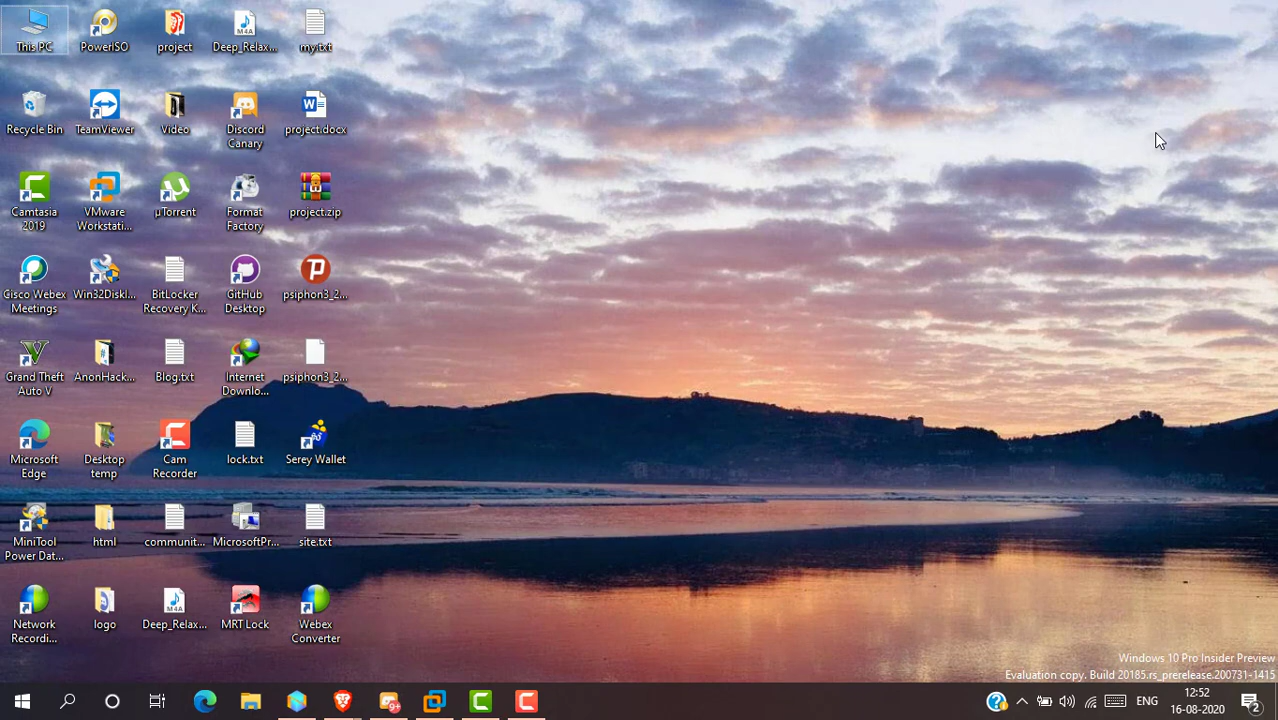 This PC
PowerISO
project
Deep_Relax...
my.txt
Recycle Bin
TeamViewer
Video
Discord
Canary
project.docx
Camtasia
2019
VMware
Workstati...
µTorrent
Format
Factory
project.zip
Cisco Webex
Meetings
Win32DiskI...
BitLocker
Recovery K...
GitHub
Desktop
psiphon3_2...
Grand Theft
Auto V
AnonHack...
Blog.txt
Internet
Downlo...
psiphon3_2...
Microsoft
Edge
Desktop
temp
Cam
Recorder
lock.txt
Serey Wallet
MiniTool
Power Dat...
html
communit...
MicrosoftPr...
site.txt
Network
Recordi...
logo
M4A
Deep_Relax...
MRT Lock
Webex
Converter
Windows 10 Pro Insider Preview
Evaluation copy. Build 20185.rs_prerelease.200731-1415
9+
ENG
12:52
16-08-2020
2